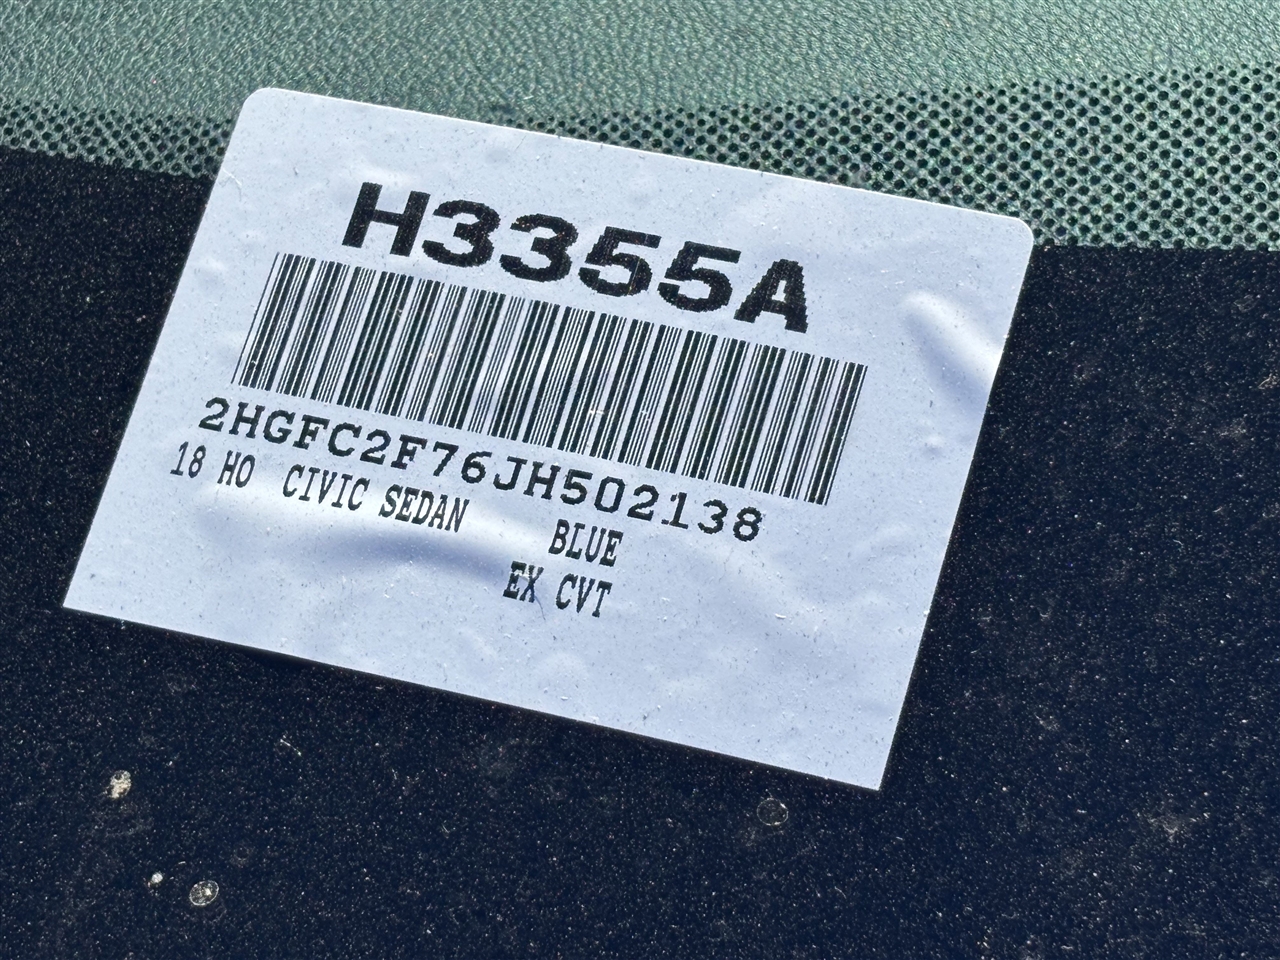 H3355A
2HGFC2F76JH502138
18 HO CIVIC SEDAN
BLUE
EX CVT